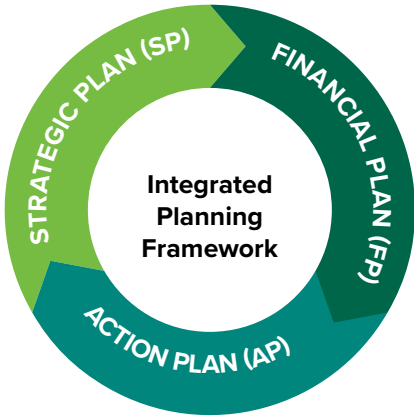 STRATEGIC PLAN (SP)
FINANCIAL PLAN (FP)
Integrated
Planning
Framework
ACTION PLAN (AP)